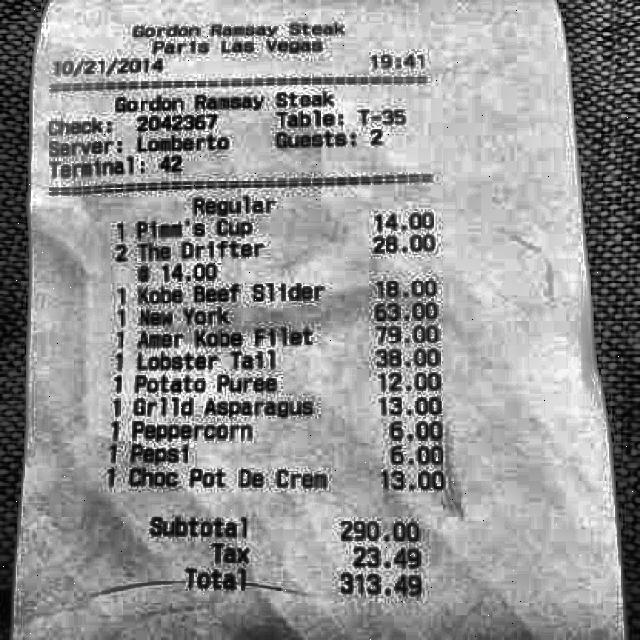 Gordon Ramsay Steak
Paris Las Vegas
10/21/2014 19:41
Gordon Ramsay Steak
Check: 2042367 Table: T-35
Server: Lomberto Guests: 2
Terminal: 42
Regular
1 Pimm's Cup 14.00
2 The Drifter 28.00
@ 14.00
1 Kobe Beef Slider 18.00
1 New York 63.00
1 Amer Kobe Filet 79.00
1 Lobster Tail 38.00
1 Potato Puree 12.00
1 Grlld Asparagus 13.00
1 Peppercorn 6.00
1 Pepsi 6.00
1 Choc Pot De Crem 13.00
Subtotal 290.00
Tax 23.49
Total 313.49